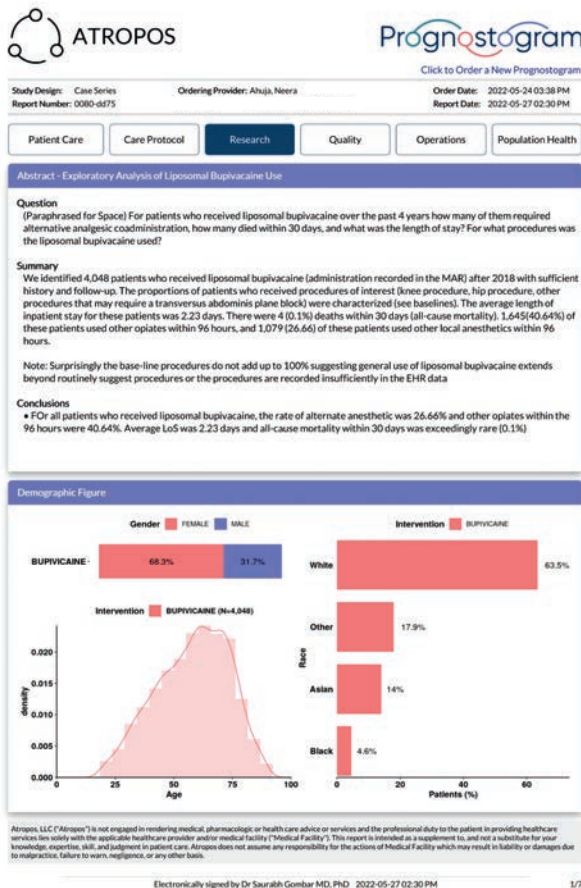 ATROPOS
Prognostogram
Click to Order a New Prognostogram
Study Design: Case Series
Ordering Provider: Ahuja, Neera
Order Date: 2022-05-24 03:38 PM
Report Number: 0080-dd75
Report Date: 2022-05-27 02:30 PM
Patient Care
Care Protocol
Research
Quality
Operations
Population Health
Abstract - Exploratory Analysis of Liposomal Bupivacaine Use
Question
(Paraphrased for Space) For patients who received liposomal bupivacaine over the past 4 years how many of them required
alternative analgesic coadministration, how many died within 30 days, and what was the length of stay? For what procedures was
the liposomal bupivacaine used?
Summary
We identified 4,048 patients who received liposomal bupivacaine (administration recorded in the MAR) after 2018 with sufficient
history and follow-up. The proportions of patients who received procedures of interest (knee procedure, hip procedure, other
procedures that may require a transversus abdominis plane block) were characterized (see baselines). The average length of
inpatient stay for these patients was 2.23 days. There were 4 (0.1%) deaths within 30 days (all-cause mortality). 1,645(40.64%) of
these patients used other opiates within 96 hours, and 1,079 (26.66) of these patients used other local anesthetics within 96
hours.
Note: Surprisingly the base-line procedures do not add up to 100% suggesting general use of liposomal bupivacaine extends
beyond routinely suggest procedures or the procedures are recorded insufficiently in the EHR data
Conclusions
• FOr all patients who received liposomal bupivacaine, the rate of alternate anesthetic was 26.66% and other opiates within the
96 hours were 40.64%. Average LoS was 2.23 days and all-cause mortality within 30 days was exceedingly rare (0.1%)
Demographic Figure
Gender FEMALE MALE
BUPIVICAINE
68.3%
31.7%
Intervention BUPIVICAINE (N=4,048)
density
0.020
0.015
0.010
0.005
0.000
0
25
50
75
100
Age
Intervention BUPIVICAINE
Race
White
63.5%
Other
17.9%
Asian
14%
Black
4.6%
0
20
40
60
Patients (%)
Atropos, LLC ("Atropos") is not engaged in rendering medical, pharmacologic or health care advice or services and the professional duty to the patient in providing healthcare
services lies solely with the applicable healthcare provider and/or medical facility ("Medical Facility"). This report is intended as a supplement to, and not a substitute for your
knowledge, expertise, skill, and judgment in patient care. Atropos does not assume any responsibility for the actions of Medical Facility which may result in liability or damages due
to malpractice, failure to warn, negligence, or any other basis.
Electronically signed by Dr Saurabh Gombar MD, PhD 2022-05-27 02:30 PM